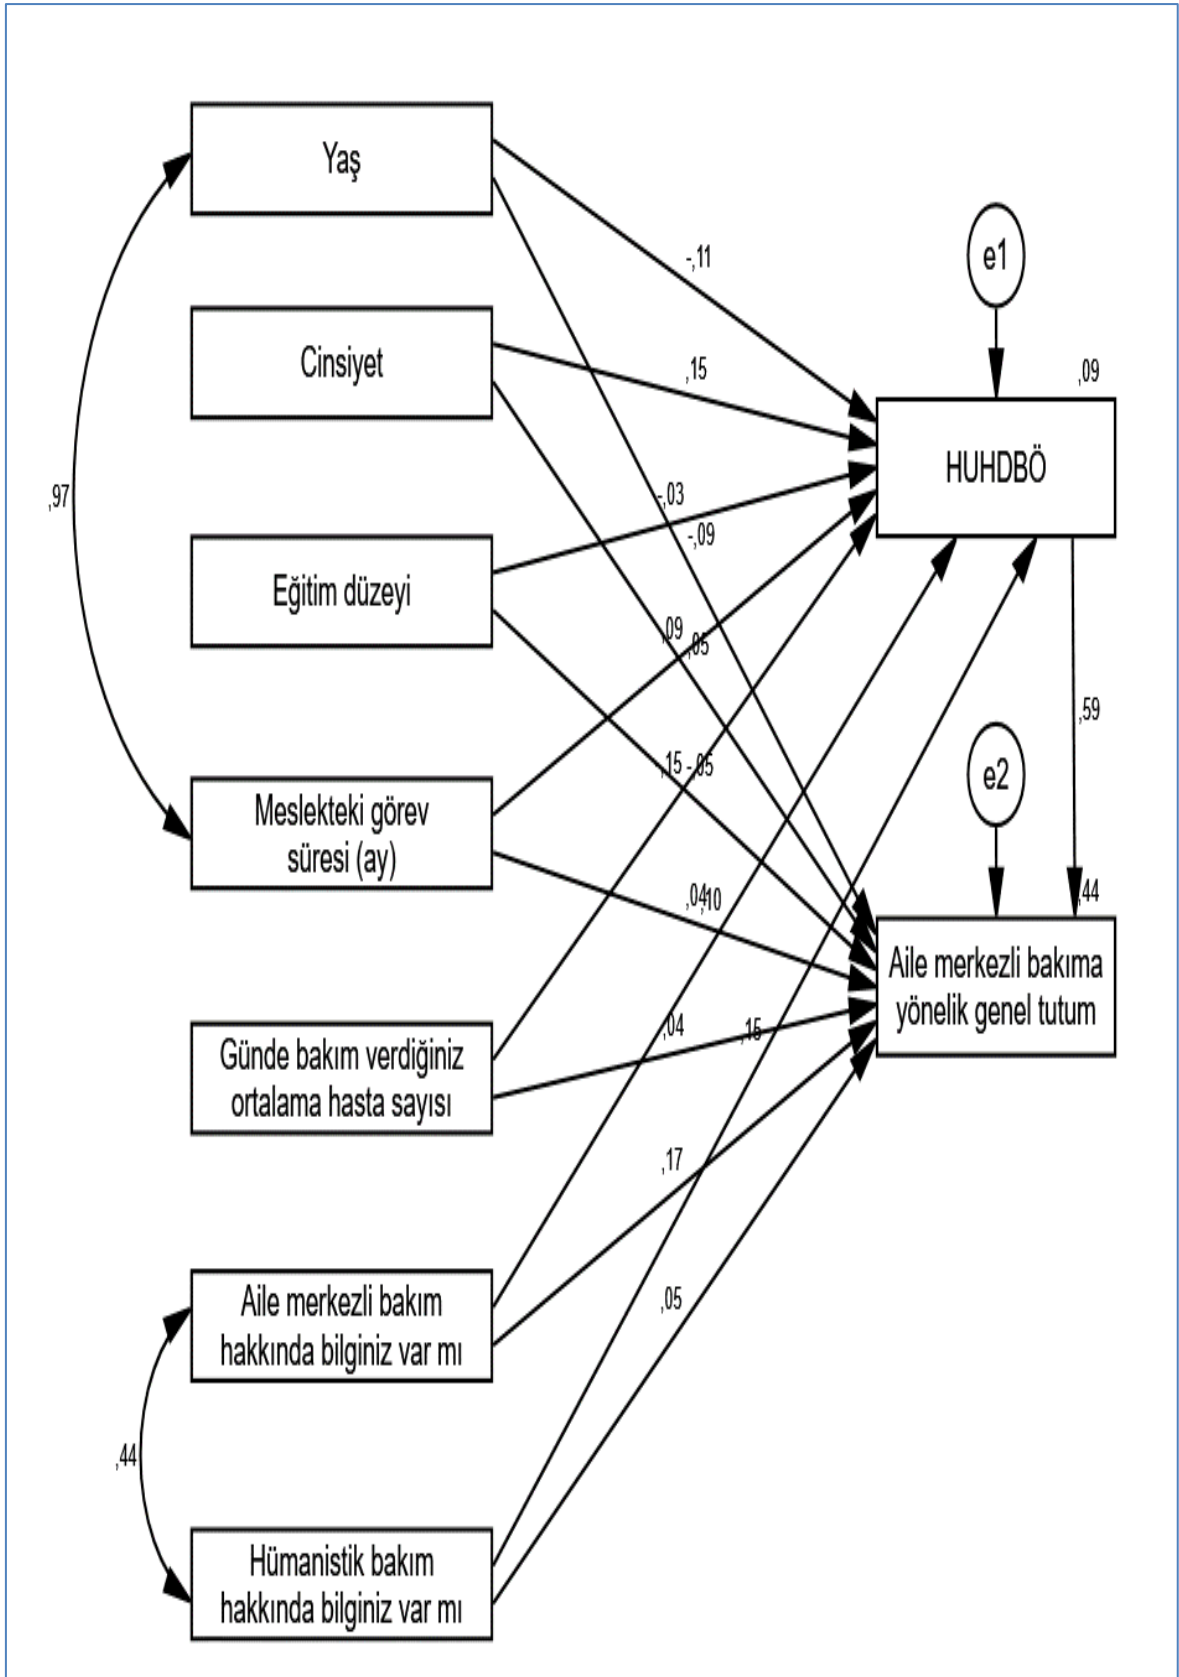 Yaş
-,11
e1
Cinsiyet
,15
,09
HUHDBÖ
,97
-,03
-,09
Eğitim düzeyi
,09
,05
,59
e2
,15
-,05
Meslekteki görev
süresi (ay)
,04
,10
,44
Aile merkezli bakıma
yönelik genel tutum
,04
,15
Günde bakım verdiğiniz
ortalama hasta sayısı
,17
,05
Aile merkezli bakım
hakkında bilginiz var mı
,44
Hümanistik bakım
hakkında bilginiz var mı